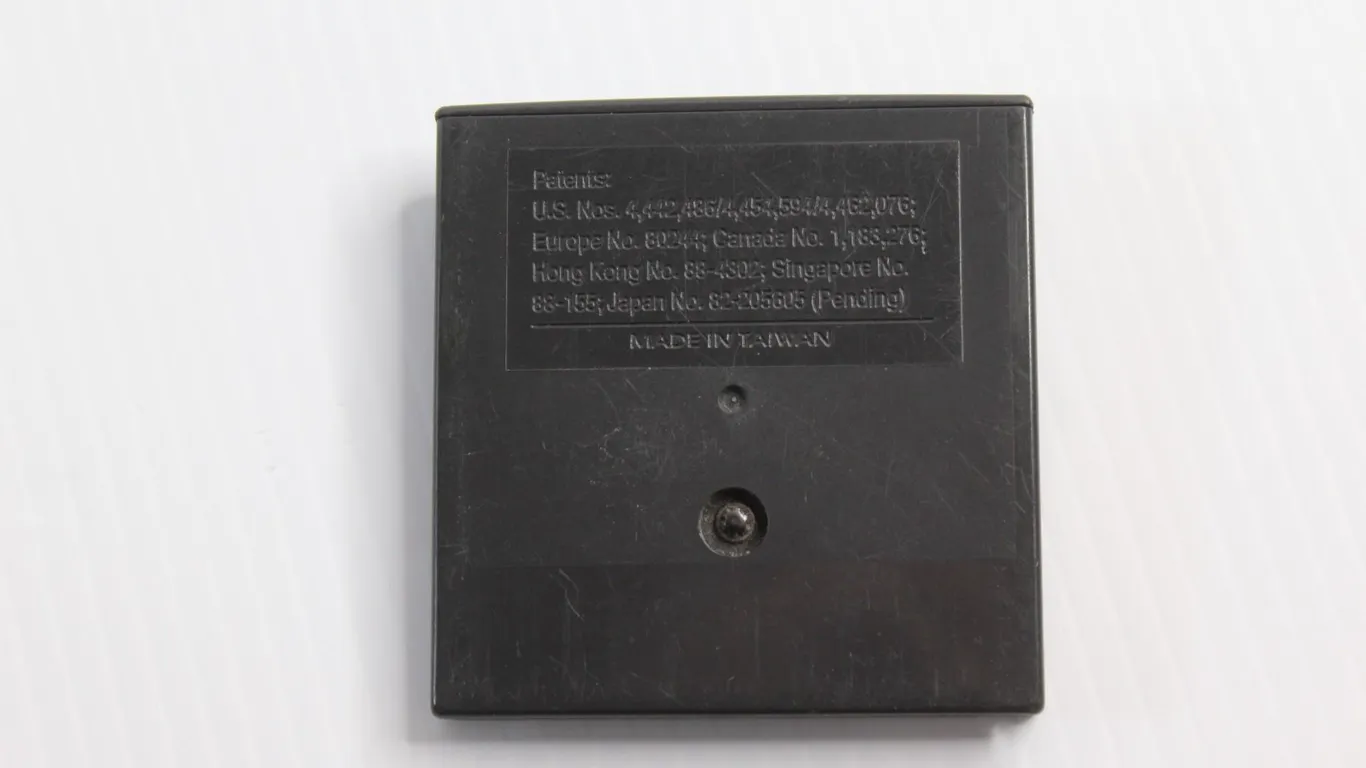 Patents:
U.S. Nos. 4,442,486/4,454,594/4,462,076;
Europe No. 80244; Canada No. 1,183,276;
Hong Kong No. 88-4302; Singapore No.
88-155; Japan No. 82-205605 (Pending)
MADE IN TAIWAN